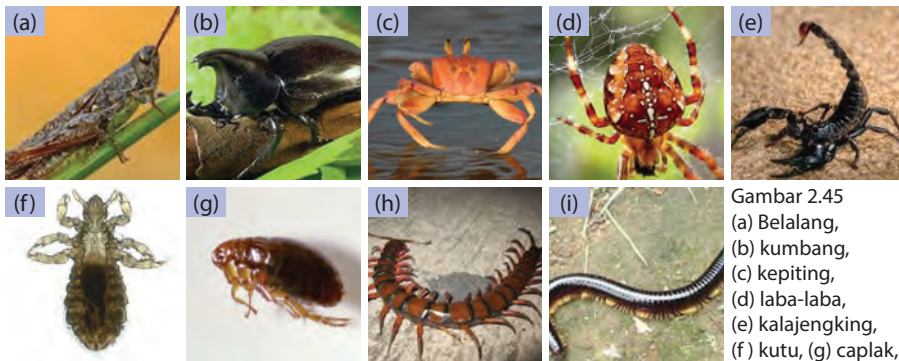 (a)
(b)
(c)
(d)
(e)
(f)
(g)
(h)
(i)
Gambar 2.45
(a) Belalang,
(b) kumbang,
(c) kepiting,
(d) laba-laba,
(e) kalajengking,
(f) kutu, (g) caplak,